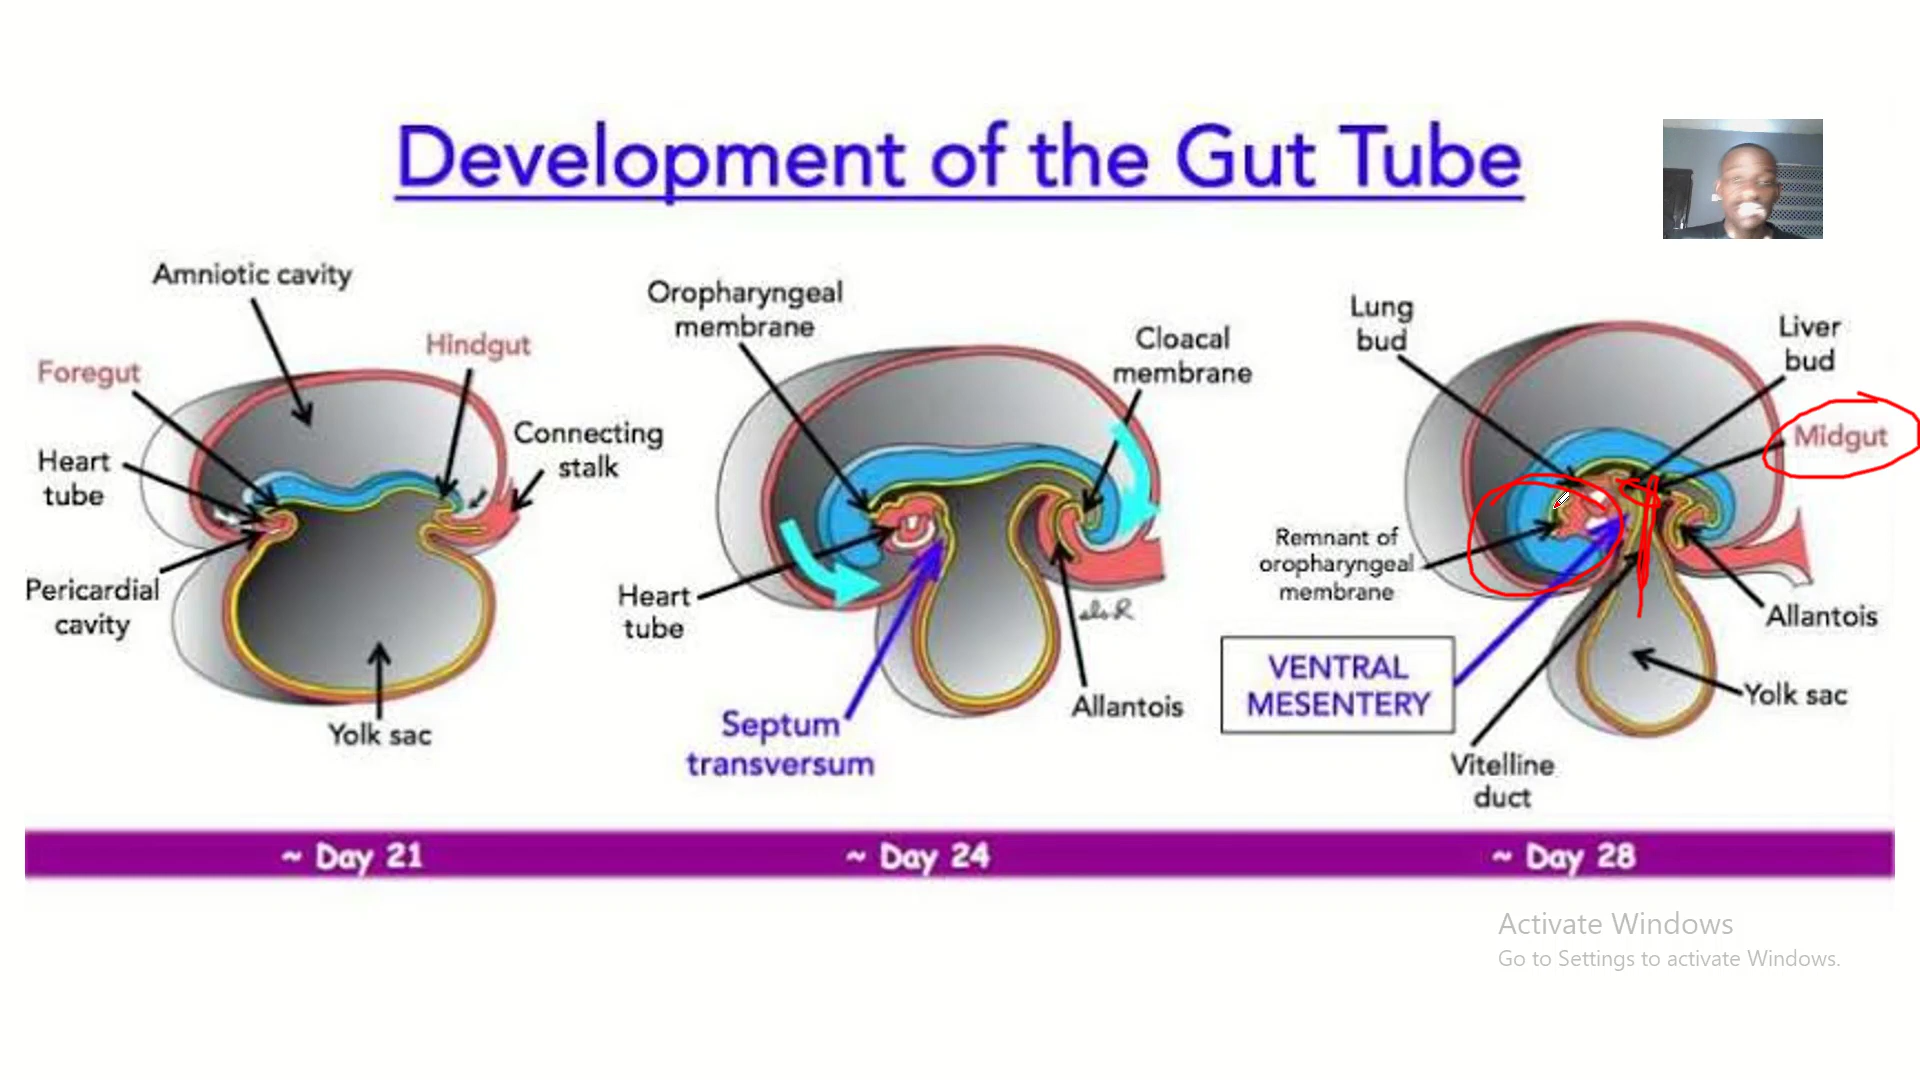 Development of the Gut Tube
Amniotic cavity
Foregut
Hindgut
Heart
tube
Connecting
stalk
Pericardial
cavity
Yolk sac
Oropharyngeal
membrane
Cloacal
membrane
Heart
tube
Septum
transversum
Allantois
Lung
bud
Liver
bud
Midgut
Remnant of
oropharyngeal
membrane
VENTRAL
MESENTERY
Allantois
Yolk sac
Vitelline
duct
~ Day 21
~ Day 24
~ Day 28
Activate Windows
Go to Settings to activate Windows.